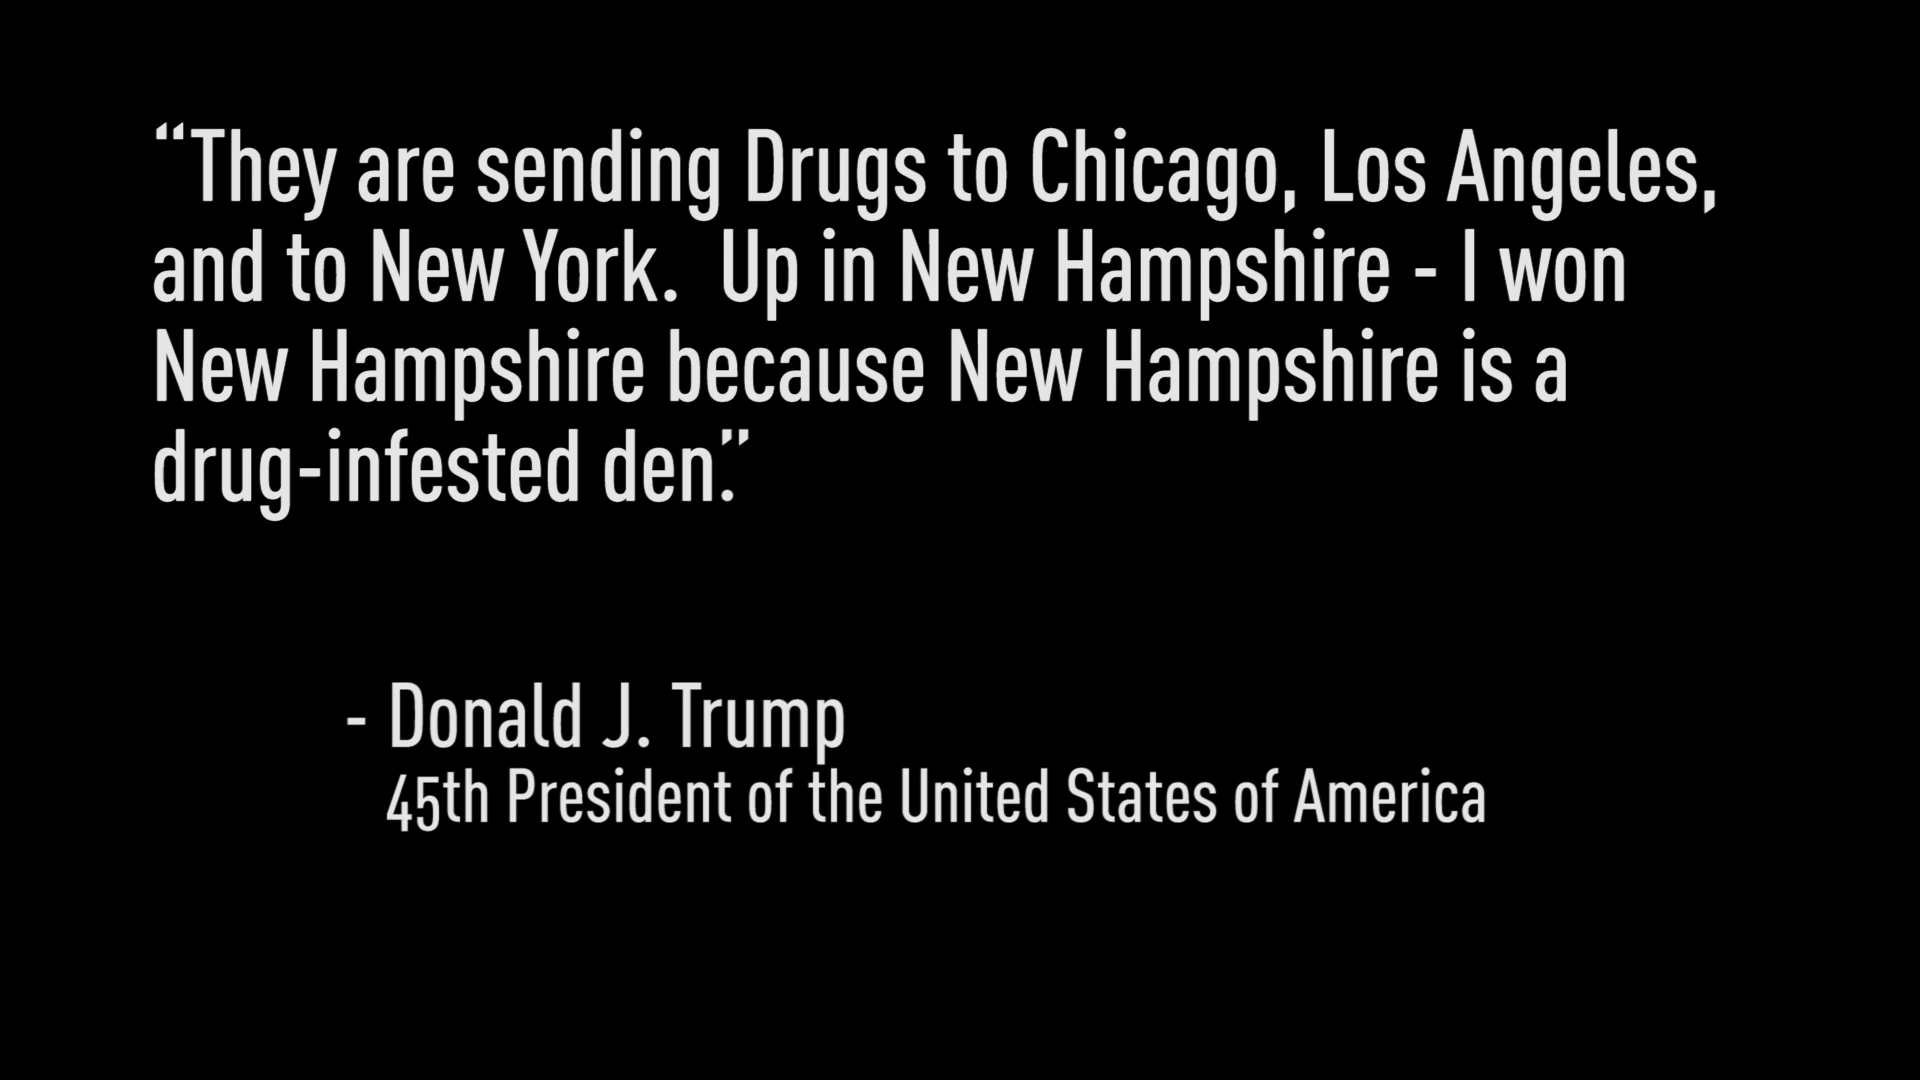 “They are sending Drugs to Chicago, Los Angeles,
and to New York.  Up in New Hampshire - I won
New Hampshire because New Hampshire is a
drug-infested den.”
- Donald J. Trump
45th President of the United States of America